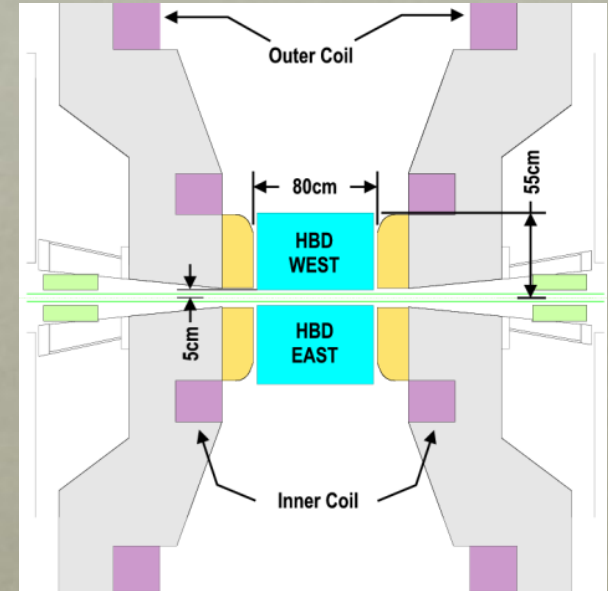 Outer Coil
80cm
55cm
HBD
WEST
5cm
HBD
EAST
Inner Coil